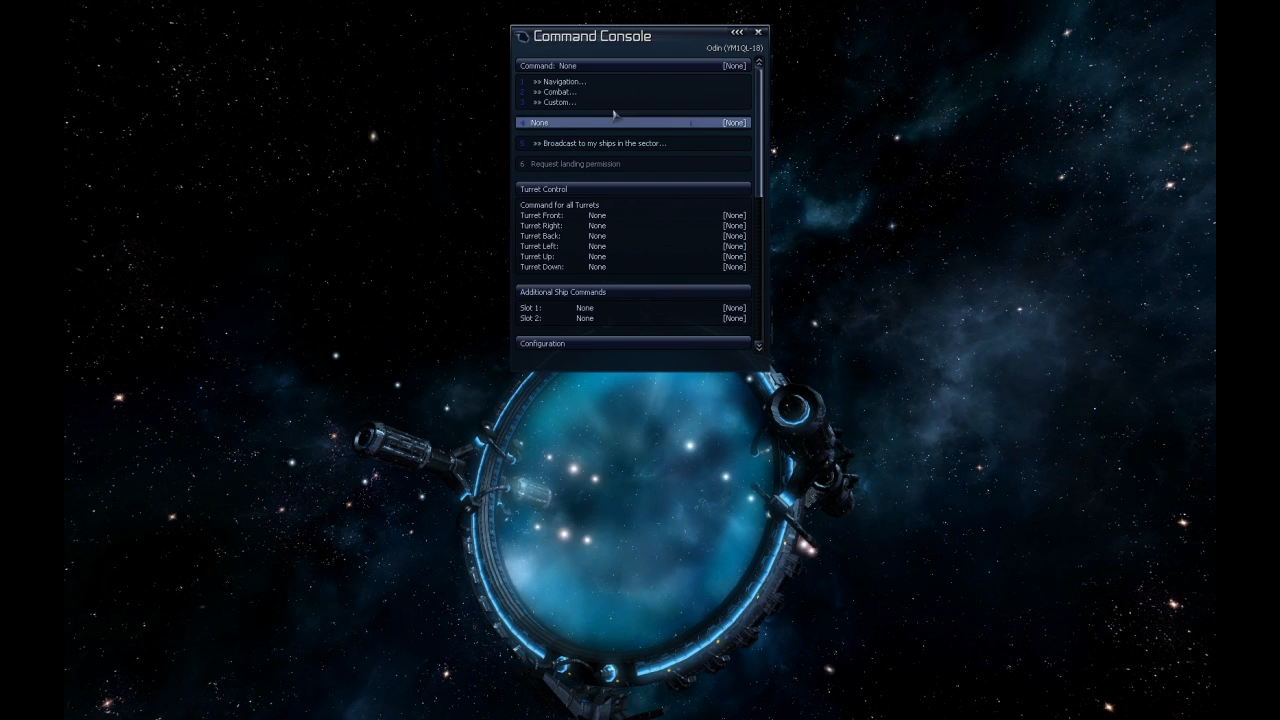 Command Console
Odin (YM1QL-18)
Command: None [None]
1 »» Navigation...
2 »» Combat...
3 »» Custom...
4 None [None]
5 »» Broadcast to my ships in the sector...
6 Request landing permission
Turret Control
Command for all Turrets
Turret Front: None [None]
Turret Right: None [None]
Turret Back: None [None]
Turret Left: None [None]
Turret Up: None [None]
Turret Down: None [None]
Additional Ship Commands
Slot 1: None [None]
Slot 2: None [None]
Configuration